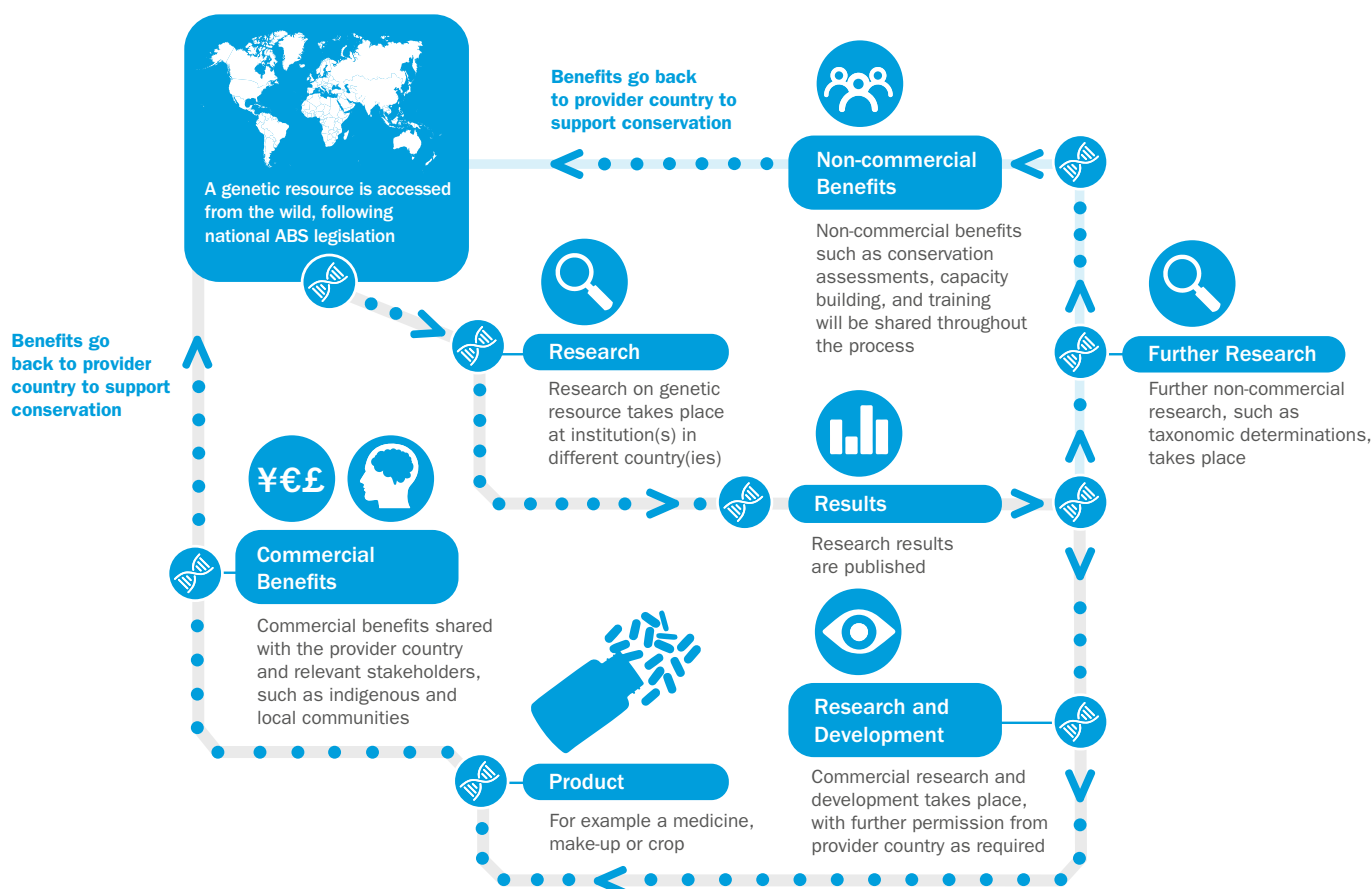 A genetic resource is accessed
from the wild, following
national ABS legislation
Benefits go back
to provider country to
support conservation
Non-commercial
Benefits
Non-commercial benefits
such as conservation
assessments, capacity
building, and training
will be shared throughout
the process
Research
Research on genetic
resource takes place
at institution(s) in
different country(ies)
Further Research
Further non-commercial
research, such as
taxonomic determinations,
takes place
Benefits go
back to provider
country to support
conservation
¥€£
Commercial
Benefits
Commercial benefits shared
with the provider country
and relevant stakeholders,
such as indigenous and
local communities
Results
Research results
are published
Research and
Development
Commercial research and
development takes place,
with further permission from
provider country as required
Product
For example a medicine,
make-up or crop